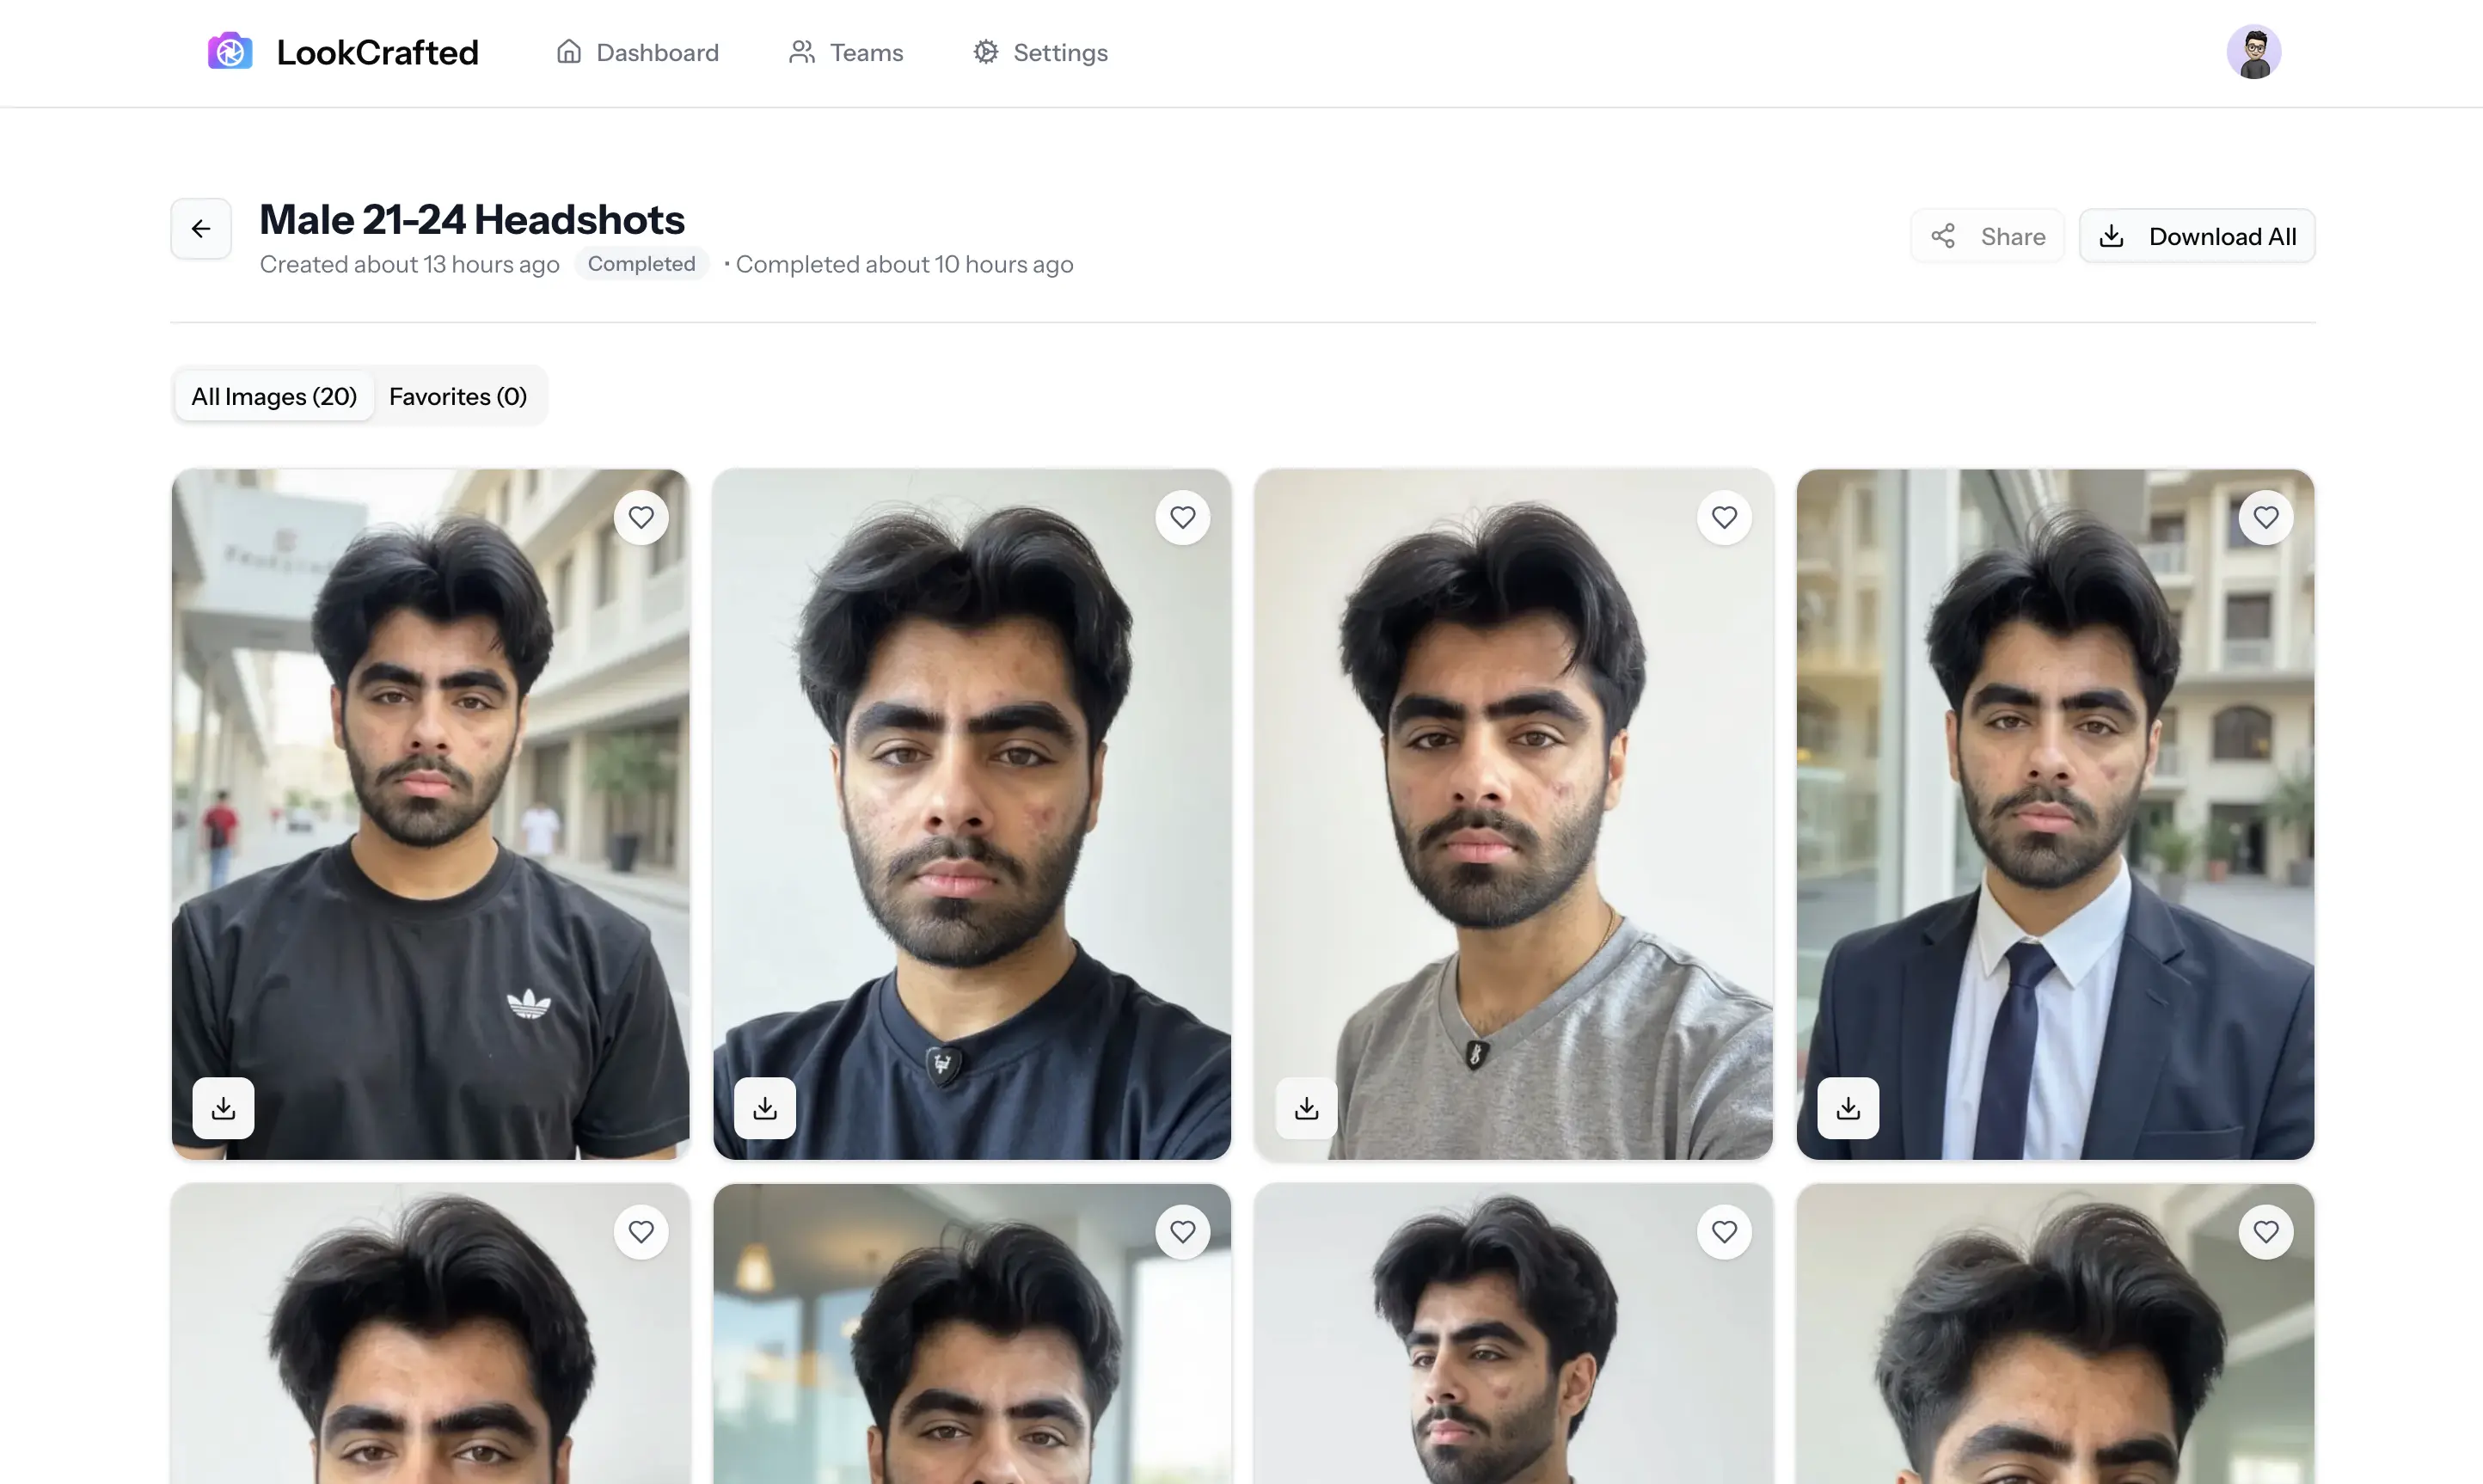 LookCrafted
Dashboard
Teams
Settings
Male 21-24 Headshots
Created about 13 hours ago
Completed
• Completed about 10 hours ago
Share
Download All
All Images (20)
Favorites (0)